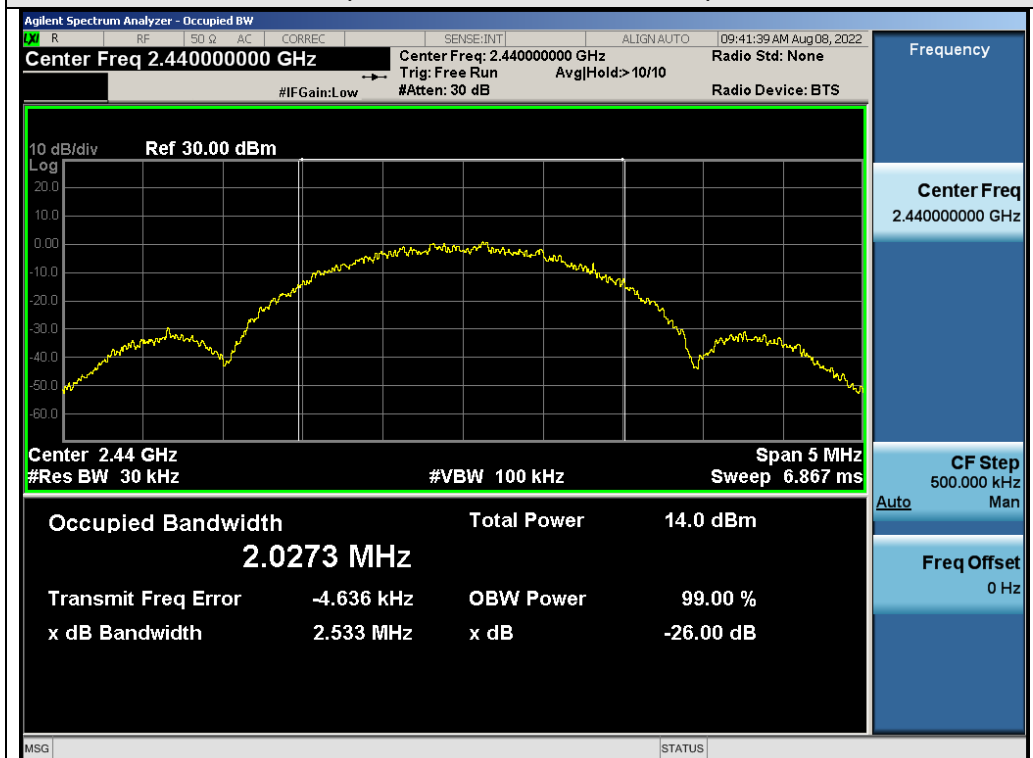 Agilent Spectrum Analyzer - Occupied BW
LXI R RF 50 Ω AC CORREC SENSE:INT ALIGN AUTO 09:41:39 AM Aug 08, 2022
Center Freq 2.440000000 GHz
Center Freq: 2.440000000 GHz
Radio Std: None
Trig: Free Run Avg|Hold:> 10/10
#IFGain:Low
#Atten: 30 dB
Radio Device: BTS
Frequency
10 dB/div Ref 30.00 dBm
Log
20.0
10.0
0.00
-10.0
-20.0
-30.0
-40.0
-50.0
-60.0
Center 2.44 GHz
Span 5 MHz
#Res BW 30 kHz
#VBW 100 kHz
Sweep 6.867 ms
Center Freq
2.440000000 GHz
CF Step
500.000 kHz
Auto Man
Freq Offset
0 Hz
Occupied Bandwidth
2.0273 MHz
Total Power 14.0 dBm
Transmit Freq Error -4.636 kHz OBW Power 99.00 %
x dB Bandwidth 2.533 MHz x dB -26.00 dB
MSG STATUS